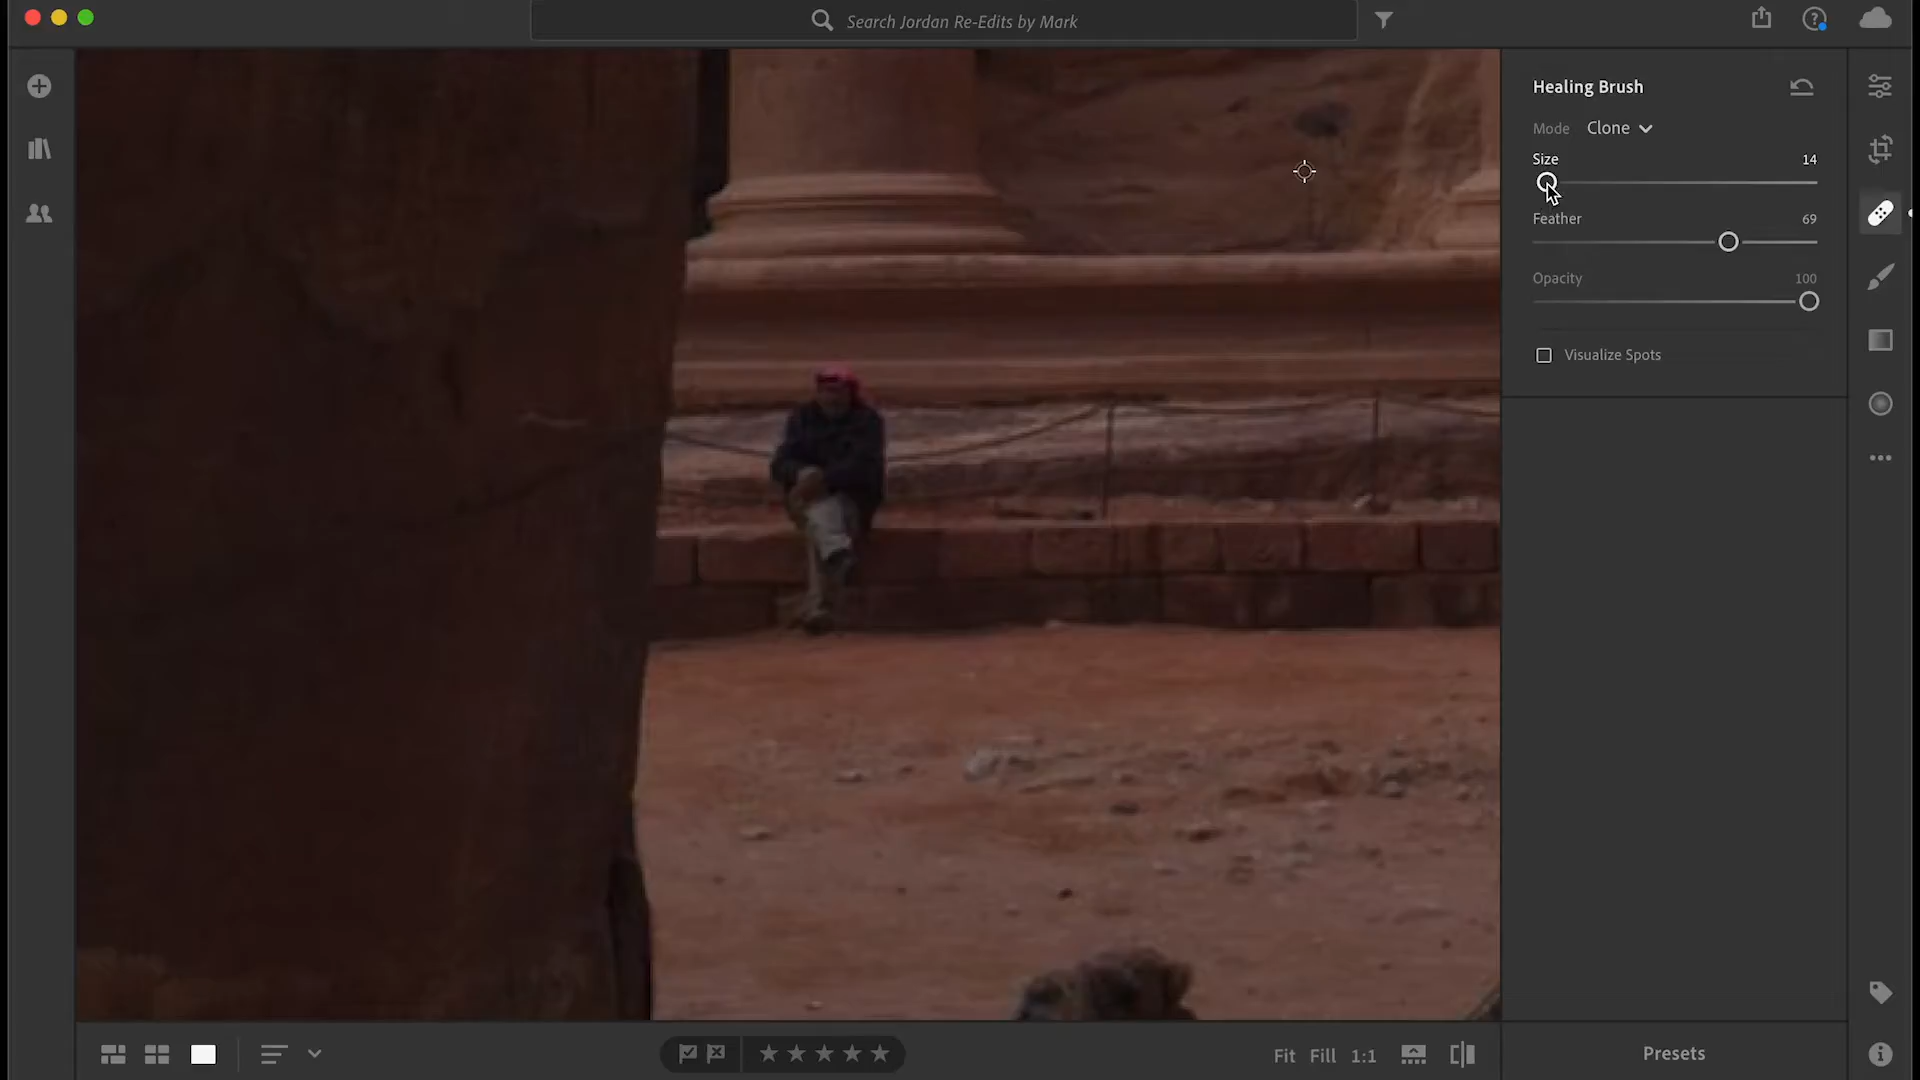 Search Jordan Re-Edits by Mark
Healing Brush
Mode Clone
Size 14
Feather 69
Opacity 100
Visualize Spots
Fit Fill 1:1
Presets